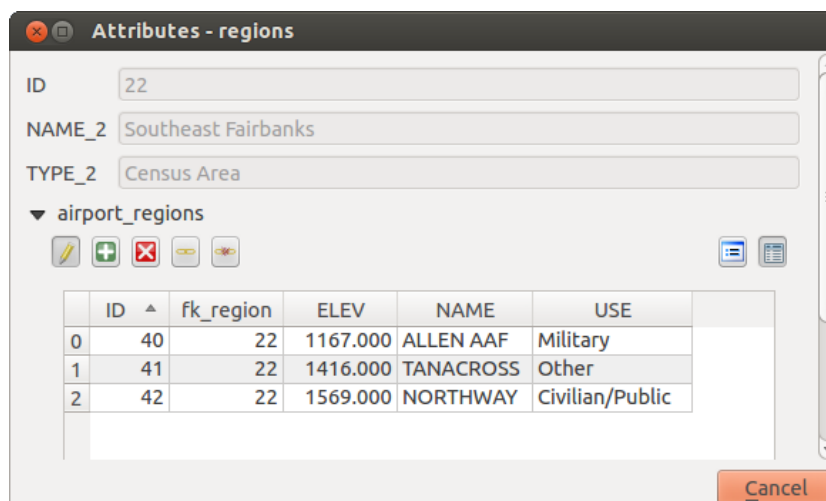 Attributes - regions
ID 22
NAME_2 Southeast Fairbanks
TYPE_2 Census Area
airport_regions
ID fk_region ELEV NAME USE
0 40 22 1167.000 ALLEN AAF Military
1 41 22 1416.000 TANACROSS Other
2 42 22 1569.000 NORTHWAY Civilian/Public
Cancel